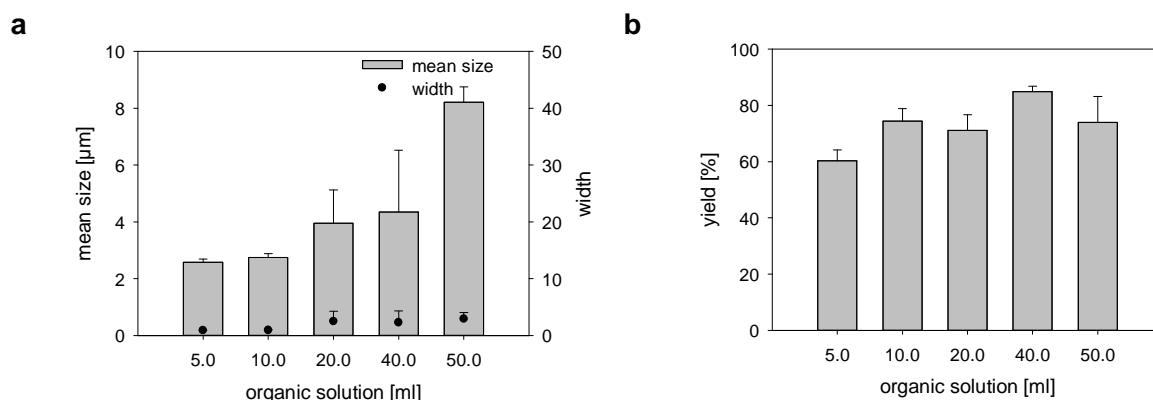 a
10
8
6
4
2
0
mean size [µm]
50
40
30
20
10
0
width
mean size
width
5.0 10.0 20.0 40.0 50.0
organic solution [ml]
b
100
80
60
40
20
0
yield [%]
5.0 10.0 20.0 40.0 50.0
organic solution [ml]